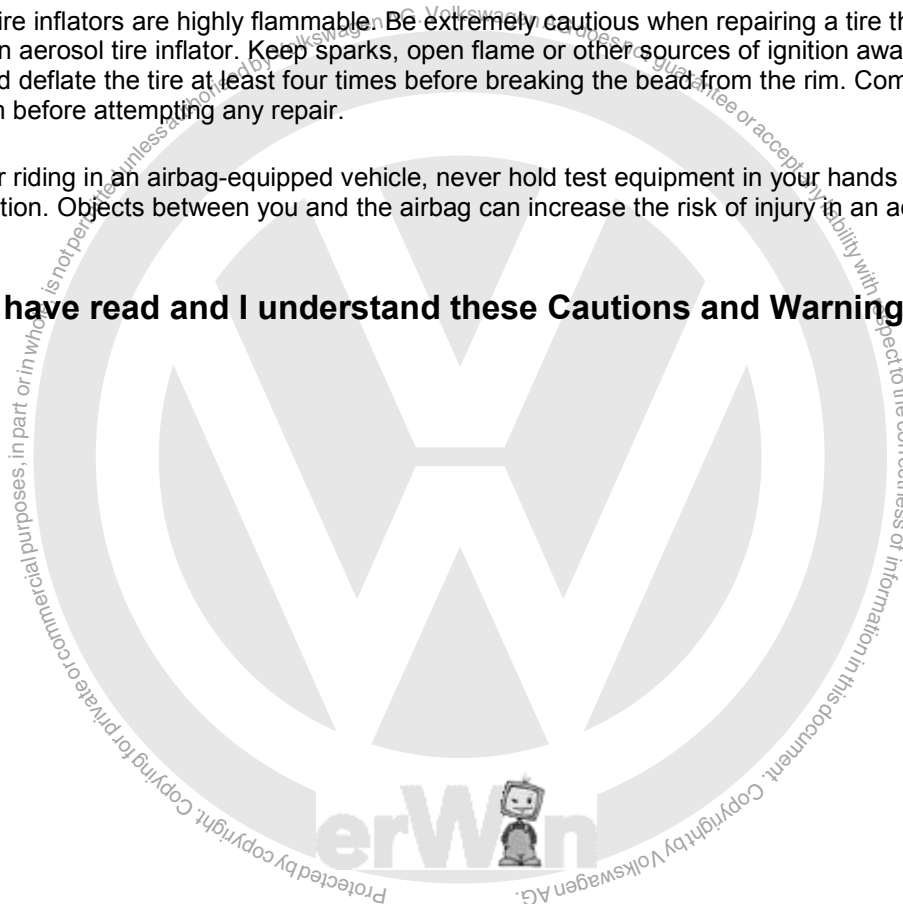 ire inflators are highly flammable. Be extremely cautious when repairing a tire th
n aerosol tire inflator. Keep sparks, open flame or other sources of ignition awa
d deflate the tire at least four times before breaking the bead from the rim. Com
n before attempting any repair.
r riding in an airbag-equipped vehicle, never hold test equipment in your hands
tion. Objects between you and the airbag can increase the risk of injury in an ac
have read and I understand these Cautions and Warning
Protected by copyright. Copying for private or commercial purposes, in part or in whole, is not permitted unless authorised by Volkswagen AG. Volkswagen AG does not guarantee or accept any liability with respect to the correctness of information in this document. Copyright by Volkswagen AG.
erWin